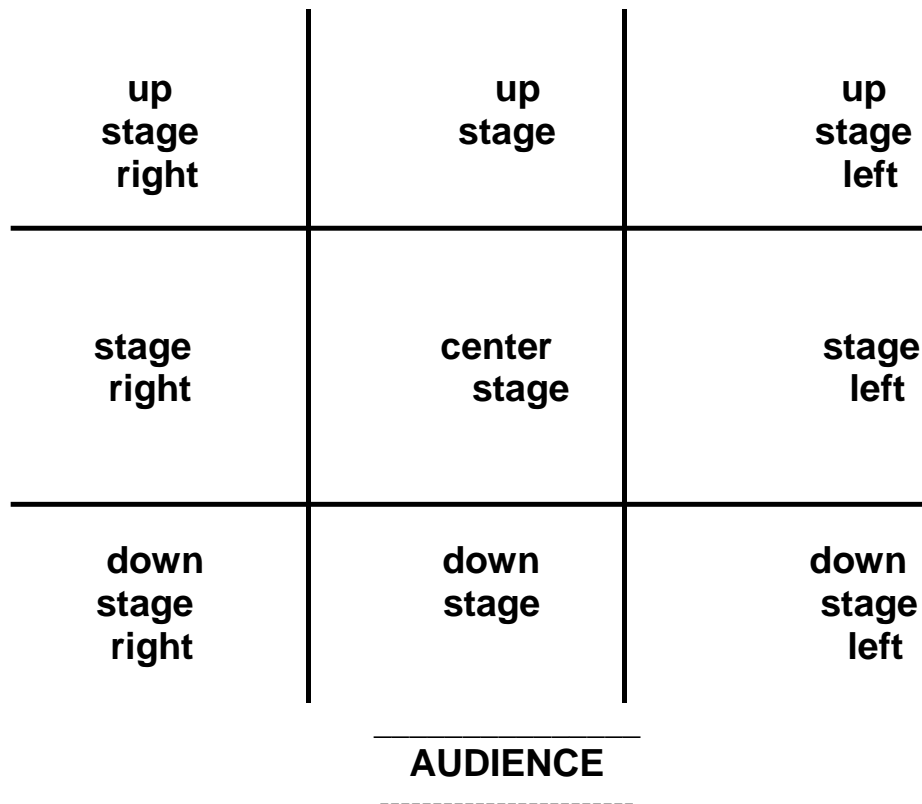 up
stage
right
up
stage
up
stage
left
stage
right
center
stage
stage
left
down
stage
right
down
stage
down
stage
left
AUDIENCE